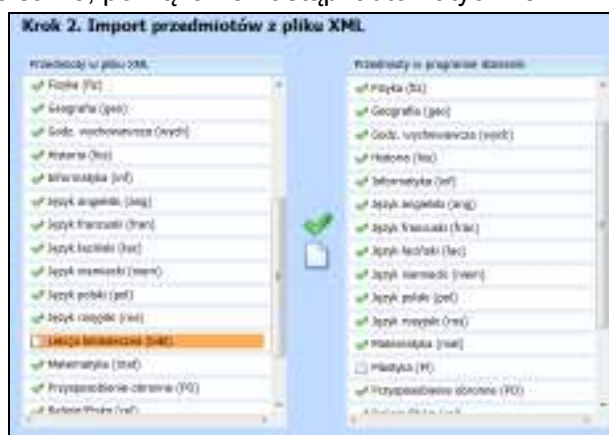 Krok 2. Import przedmiotów z pliku XML
Przedmioty w pliku XML
Fizyka (fiz)
Geografia (geo)
Godz. wychowawcza (wych)
Historia (his)
Informatyka (inf)
Język angielski (ang)
Język francuski (fran)
Język łaciński (łac)
Język niemiecki (niem)
Język polski (pol)
Język rosyjski (ros)
Matematyka (mat)
Przysposobienie obronne (PO)
Przedmioty w programie
Fizyka (fiz)
Geografia (geo)
Godz. wychowawcza (wych)
Historia (his)
Informatyka (inf)
Język angielski (ang)
Język francuski (frac)
Język łaciński (łac)
Język niemiecki (niem)
Język polski (pol)
Język rosyjski (ros)
Matematyka (mat)
Plastyka
Przysposobienie obronne (PO)